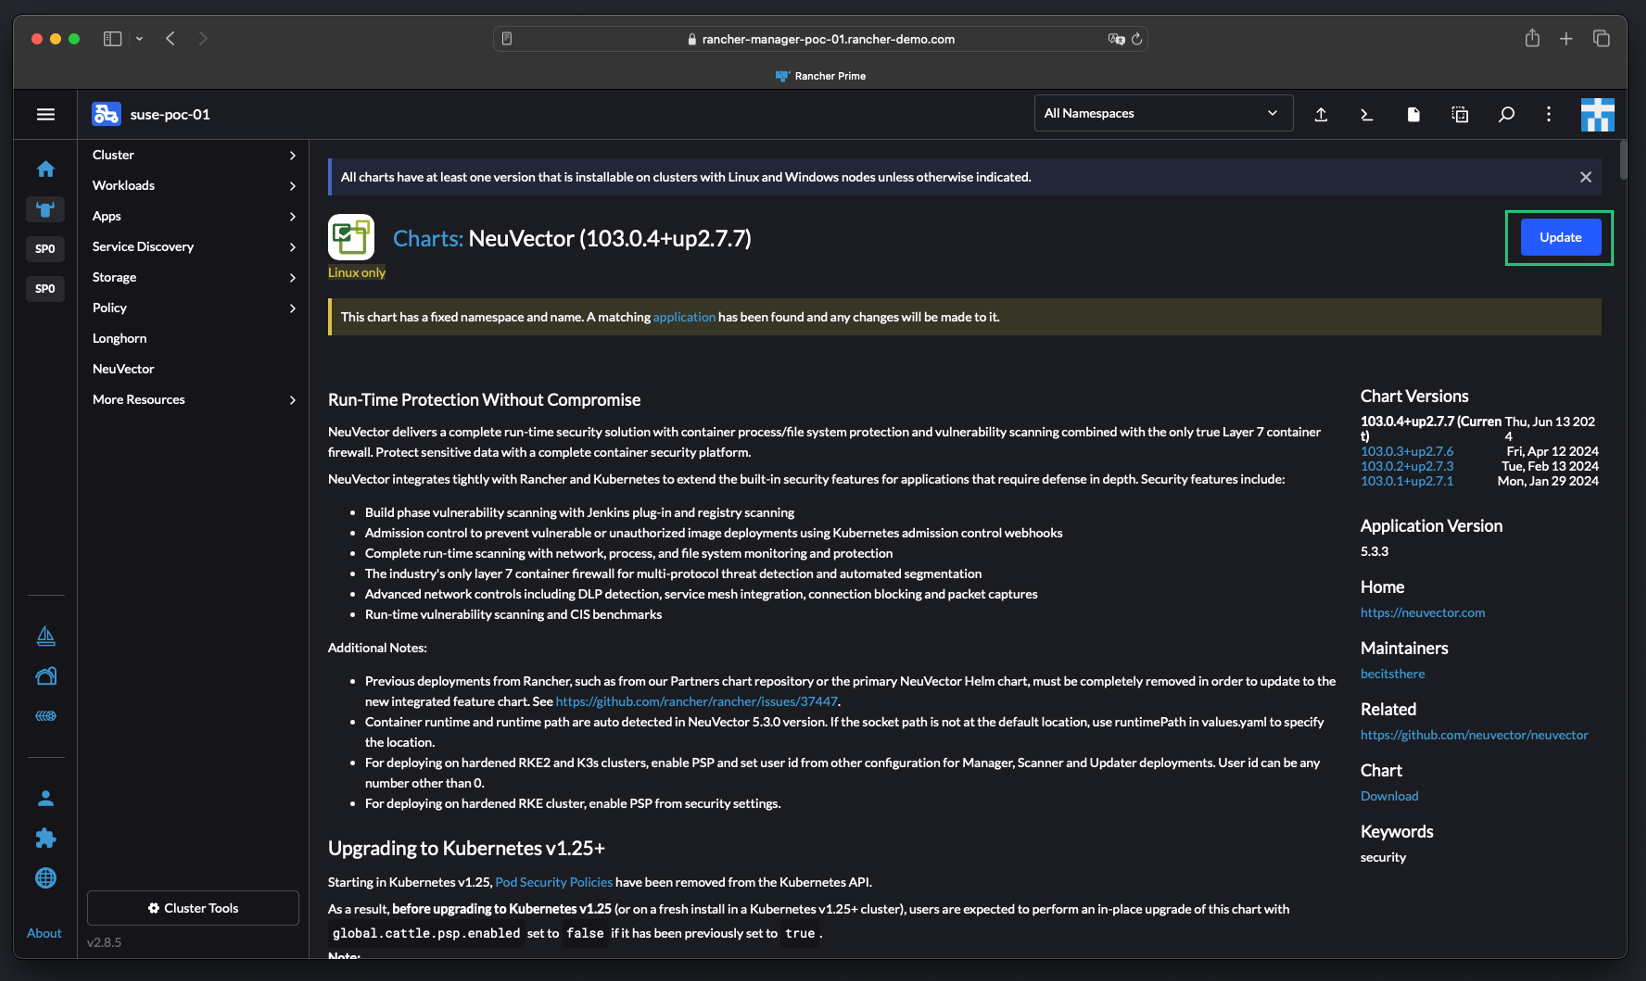 rancher-manager-poc-01.rancher-demo.com
Rancher Prime
suse-poc-01
All Namespaces
SP0
SP0
About
Cluster
Workloads
Apps
Service Discovery
Storage
Policy
Longhorn
NeuVector
More Resources
Cluster Tools
v2.8.5
All charts have at least one version that is installable on clusters with Linux and Windows nodes unless otherwise indicated.
Charts: NeuVector (103.0.4+up2.7.7)
Update
Linux only
This chart has a fixed namespace and name. A matching application has been found and any changes will be made to it.
Run-Time Protection Without Compromise
NeuVector delivers a complete run-time security solution with container process/file system protection and vulnerability scanning combined with the only true Layer 7 container
firewall. Protect sensitive data with a complete container security platform.
NeuVector integrates tightly with Rancher and Kubernetes to extend the built-in security features for applications that require defense in depth. Security features include:
• Build phase vulnerability scanning with Jenkins plug-in and registry scanning
• Admission control to prevent vulnerable or unauthorized image deployments using Kubernetes admission control webhooks
• Complete run-time scanning with network, process, and file system monitoring and protection
• The industry's only layer 7 container firewall for multi-protocol threat detection and automated segmentation
• Advanced network controls including DLP detection, service mesh integration, connection blocking and packet captures
• Run-time vulnerability scanning and CIS benchmarks
Additional Notes:
• Previous deployments from Rancher, such as from our Partners chart repository or the primary NeuVector Helm chart, must be completely removed in order to update to the
new integrated feature chart. See https://github.com/rancher/rancher/issues/37447.
• Container runtime and runtime path are auto detected in NeuVector 5.3.0 version. If the socket path is not at the default location, use runtimePath in values.yaml to specify
the location.
• For deploying on hardened RKE2 and K3s clusters, enable PSP and set user id from other configuration for Manager, Scanner and Updater deployments. User id can be any
number other than 0.
• For deploying on hardened RKE cluster, enable PSP from security settings.
Upgrading to Kubernetes v1.25+
Starting in Kubernetes v1.25, Pod Security Policies have been removed from the Kubernetes API.
As a result, before upgrading to Kubernetes v1.25 (or on a fresh install in a Kubernetes v1.25+ cluster), users are expected to perform an in-place upgrade of this chart with
global.cattle.psp.enabled set to false if it has been previously set to true .
Note:
Chart Versions
103.0.4+up2.7.7 (Curren Thu, Jun 13 202
t) 4
103.0.3+up2.7.6 Fri, Apr 12 2024
103.0.2+up2.7.3 Tue, Feb 13 2024
103.0.1+up2.7.1 Mon, Jan 29 2024
Application Version
5.3.3
Home
https://neuvector.com
Maintainers
becitsthere
Related
https://github.com/neuvector/neuvector
Chart
Download
Keywords
security